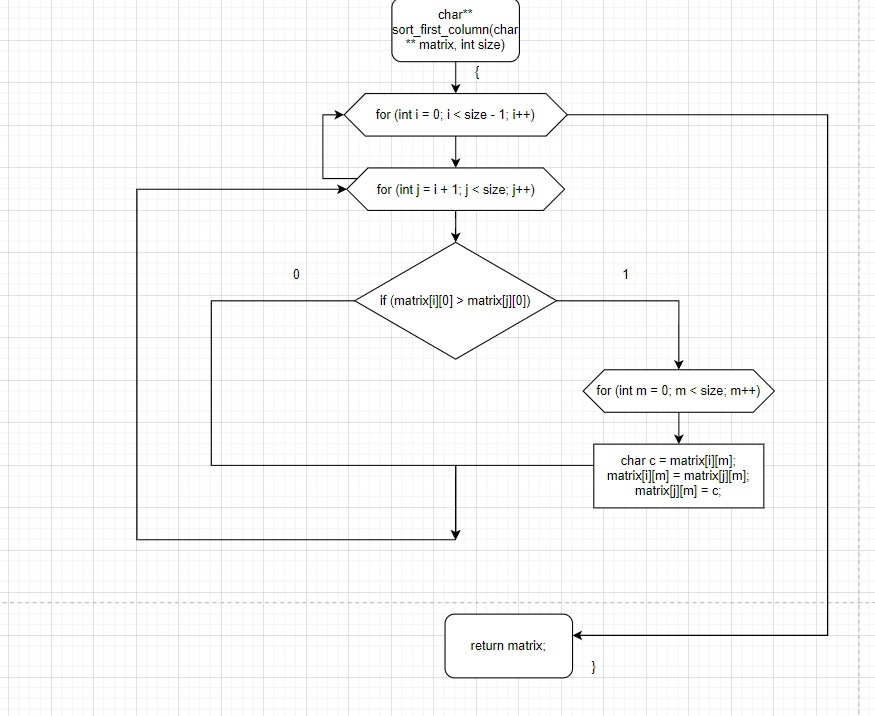 char**
sort_first_column(char
** matrix, int size)
{
for (int i = 0; i < size - 1; i++)
for (int j = i + 1; j < size; j++)
0
1
if (matrix[i][0] > matrix[j][0])
for (int m = 0; m < size; m++)
char c = matrix[i][m];
matrix[i][m] = matrix[j][m];
matrix[j][m] = c;
return matrix;
}